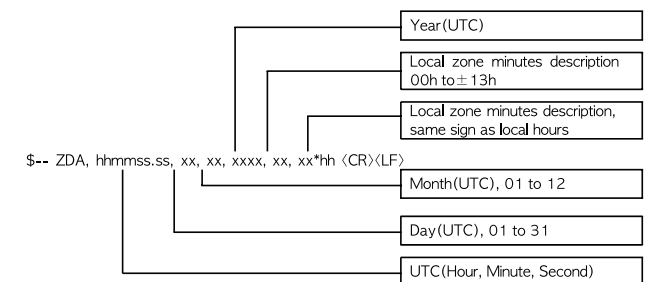 Year(UTC)
Local zone minutes description
00h to ± 13h
Local zone minutes description,
same sign as local hours
$-- ZDA, hhmmss.ss, xx, xx, xxxx, xx, xx*hh 〈CR〉〈LF〉
Month(UTC), 01 to 12
Day(UTC), 01 to 31
UTC(Hour, Minute, Second)